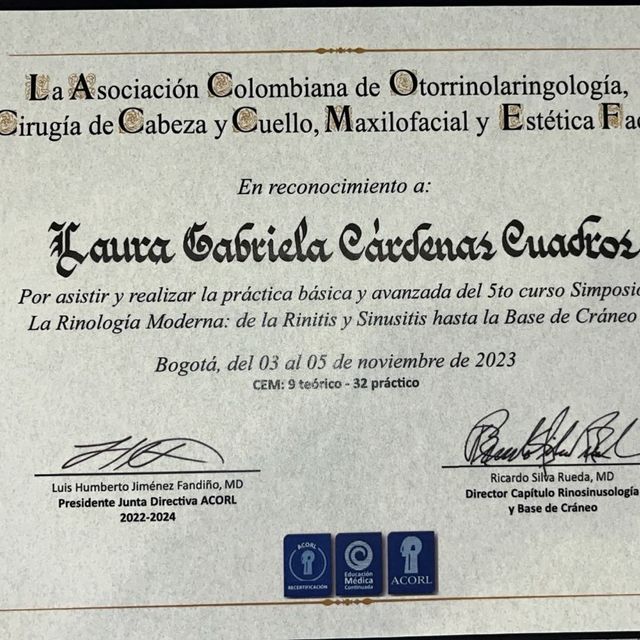 La Asociación Colombiana de Otorrinolaringología,
Cirugía de Cabeza y Cuello, Maxilofacial y Estética Fac
En reconocimiento a:
Laura Gabriela Cárdenas Cuadros
Por asistir y realizar la práctica básica y avanzada del 5to curso Simposio
La Rinología Moderna: de la Rinitis y Sinusitis hasta la Base de Cráneo
Bogotá, del 03 al 05 de noviembre de 2023
CEM: 9 teórico - 32 práctico
Luis Humberto Jiménez Fandiño, MD
Presidente Junta Directiva ACORL
2022-2024
Ricardo Silva Rueda, MD
Director Capítulo Rinosinusología
y Base de Cráneo
ACORL
RECERTIFICACIÓN
Educación
Médica
Continuada
ACORL